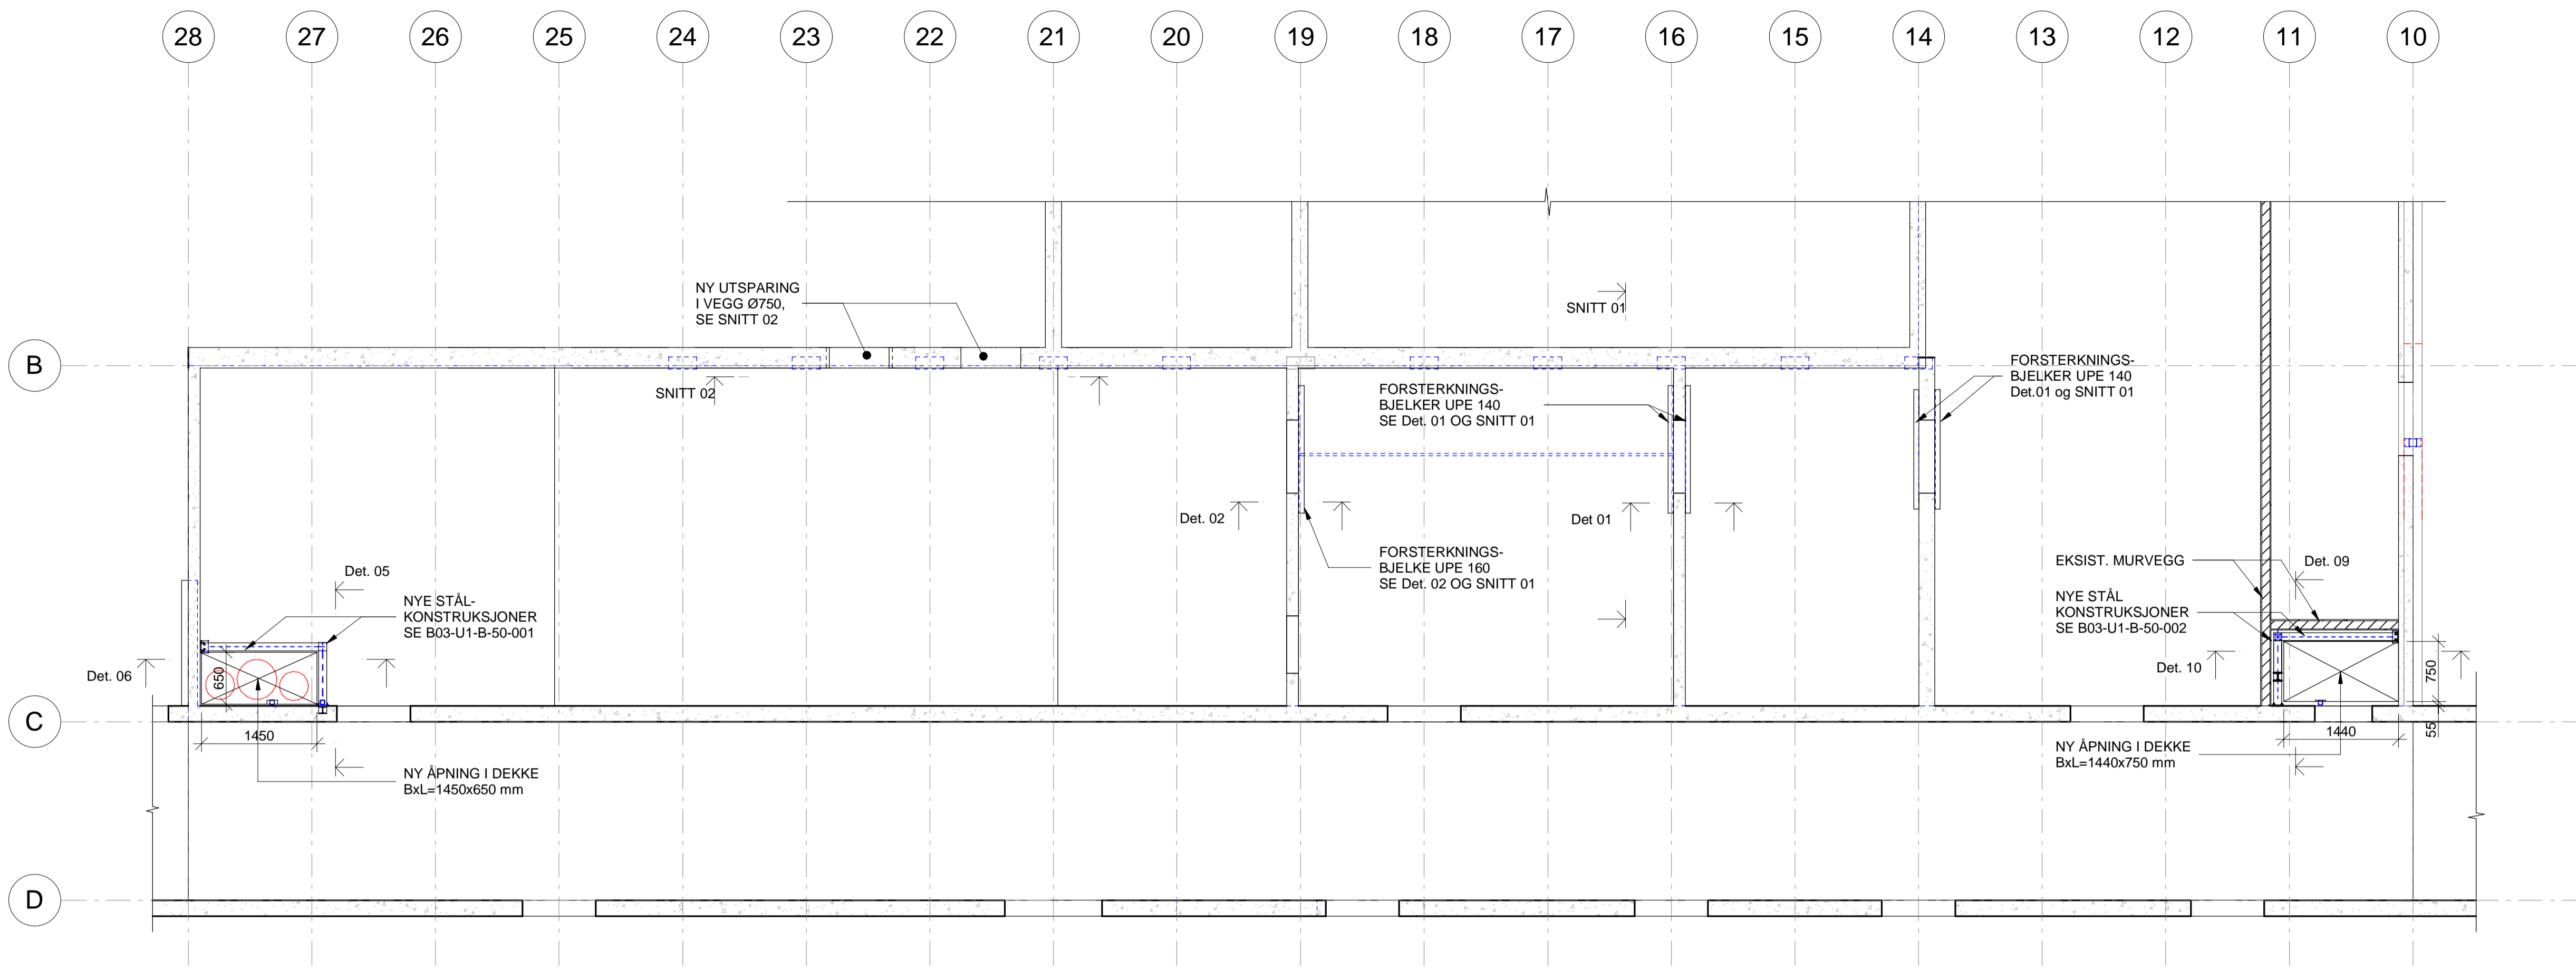 28 27 26 25 24 23 22 21 20 19 18 17 16 15 14 13 12 11 10
NY UTSPARING
I VEGG Ø750,
SE SNITT 02
SNITT 01
B
SNITT 02
FORSTERKNINGS-
BJELKER UPE 140
SE Det. 01 OG SNITT 01
FORSTERKNINGS-
BJELKER UPE 140
Det.01 og SNITT 01
Det. 02
Det 01
FORSTERKNINGS-
BJELKE UPE 160
SE Det. 02 OG SNITT 01
Det. 05
NYE STÅL-
KONSTRUKSJONER
SE B03-U1-B-50-001
EKSIST. MURVEGG
Det. 09
NYE STÅL
KONSTRUKSJONER
SE B03-U1-B-50-002
Det. 06
650
Det. 10
750
C
1450
1440
55
NY ÅPNING I DEKKE
BxL=1450x650 mm
NY ÅPNING I DEKKE
BxL=1440x750 mm
D